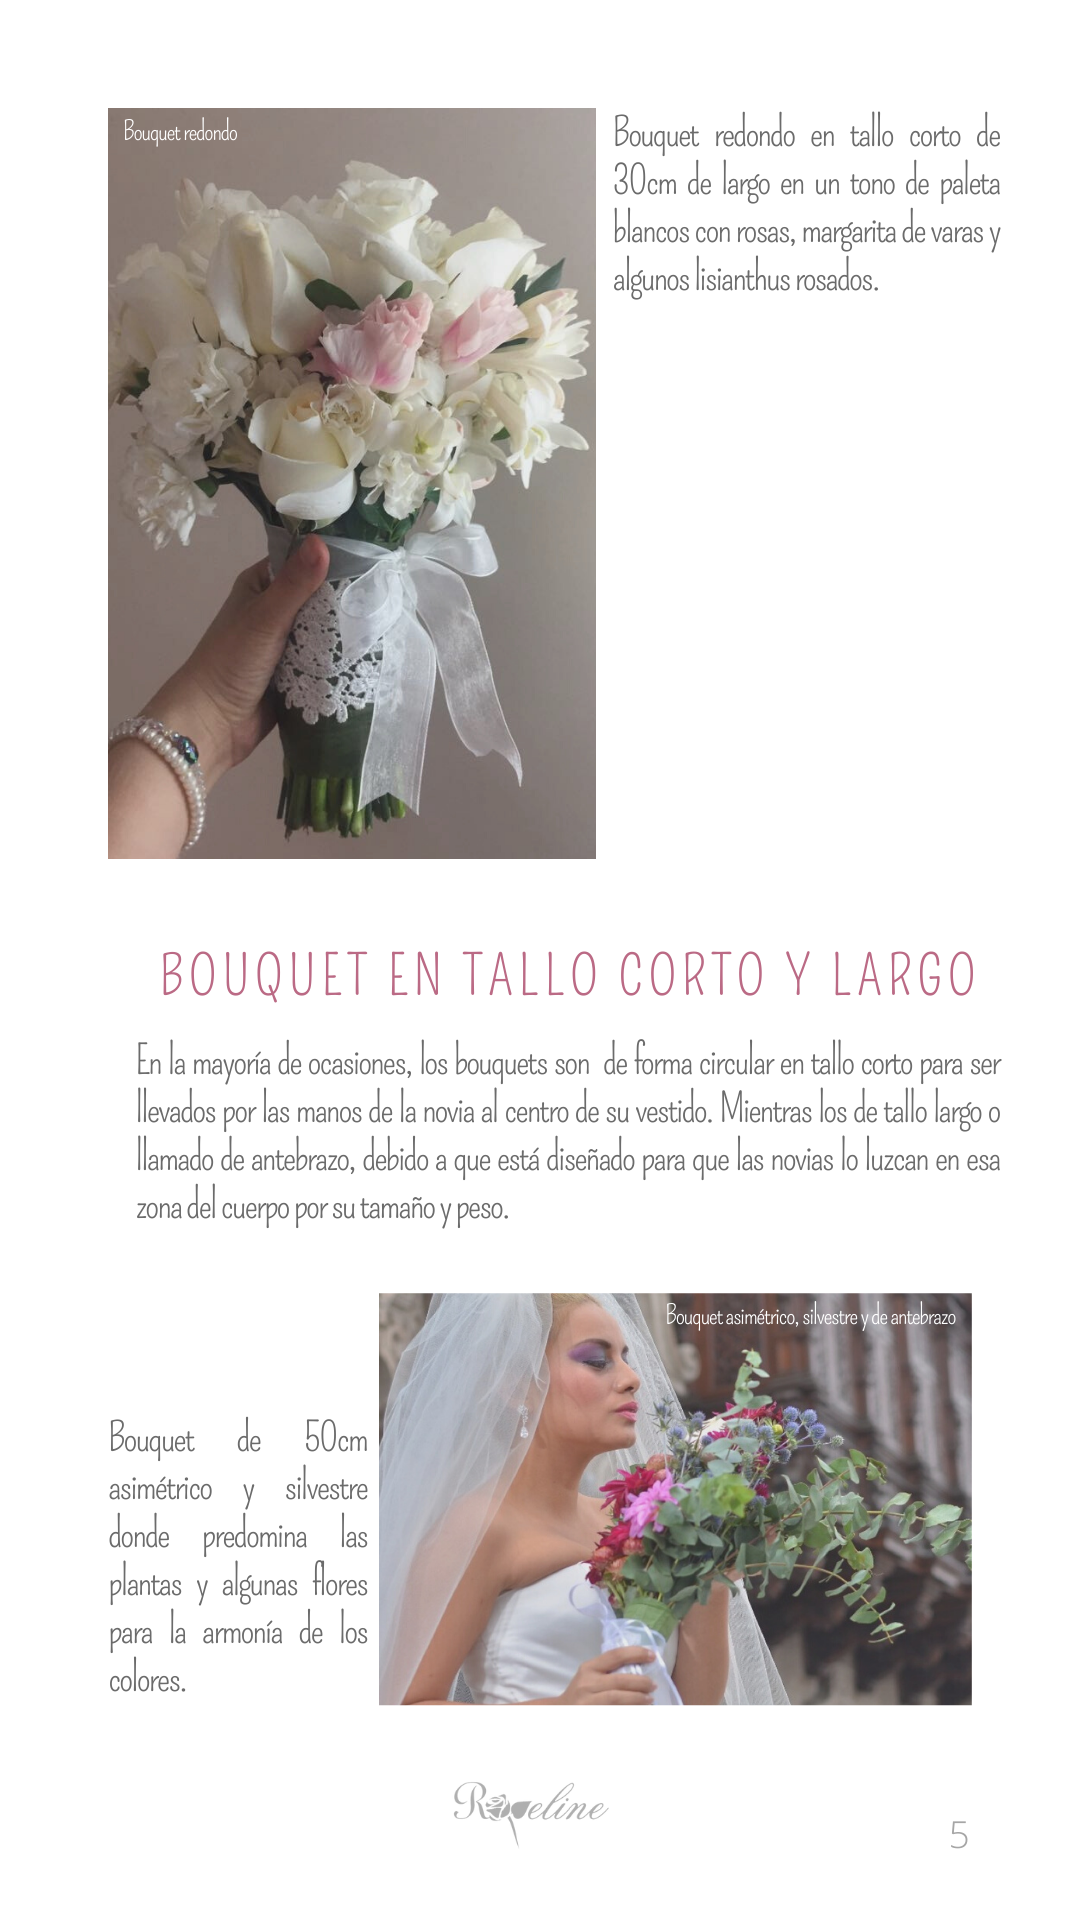 Bouquet redondo
Bouquet redondo en tallo corto de
30cm de largo en un tono de paleta
blancos con rosas, margarita de varas y
algunos lisianthus rosados.
BOUQUET EN TALLO CORTO Y LARGO
En la mayoría de ocasiones, los bouquets son de forma circular en tallo corto para ser
llevados por las manos de la novia al centro de su vestido. Mientras los de tallo largo o
llamado de antebrazo, debido a que está diseñado para que las novias lo luzcan en esa
zona del cuerpo por su tamaño y peso.
Bouquet asimétrico, silvestre y de antebrazo
Bouquet de 50cm
asimétrico y silvestre
donde predomina las
plantas y algunas flores
para la armonía de los
colores.
Roseline
5